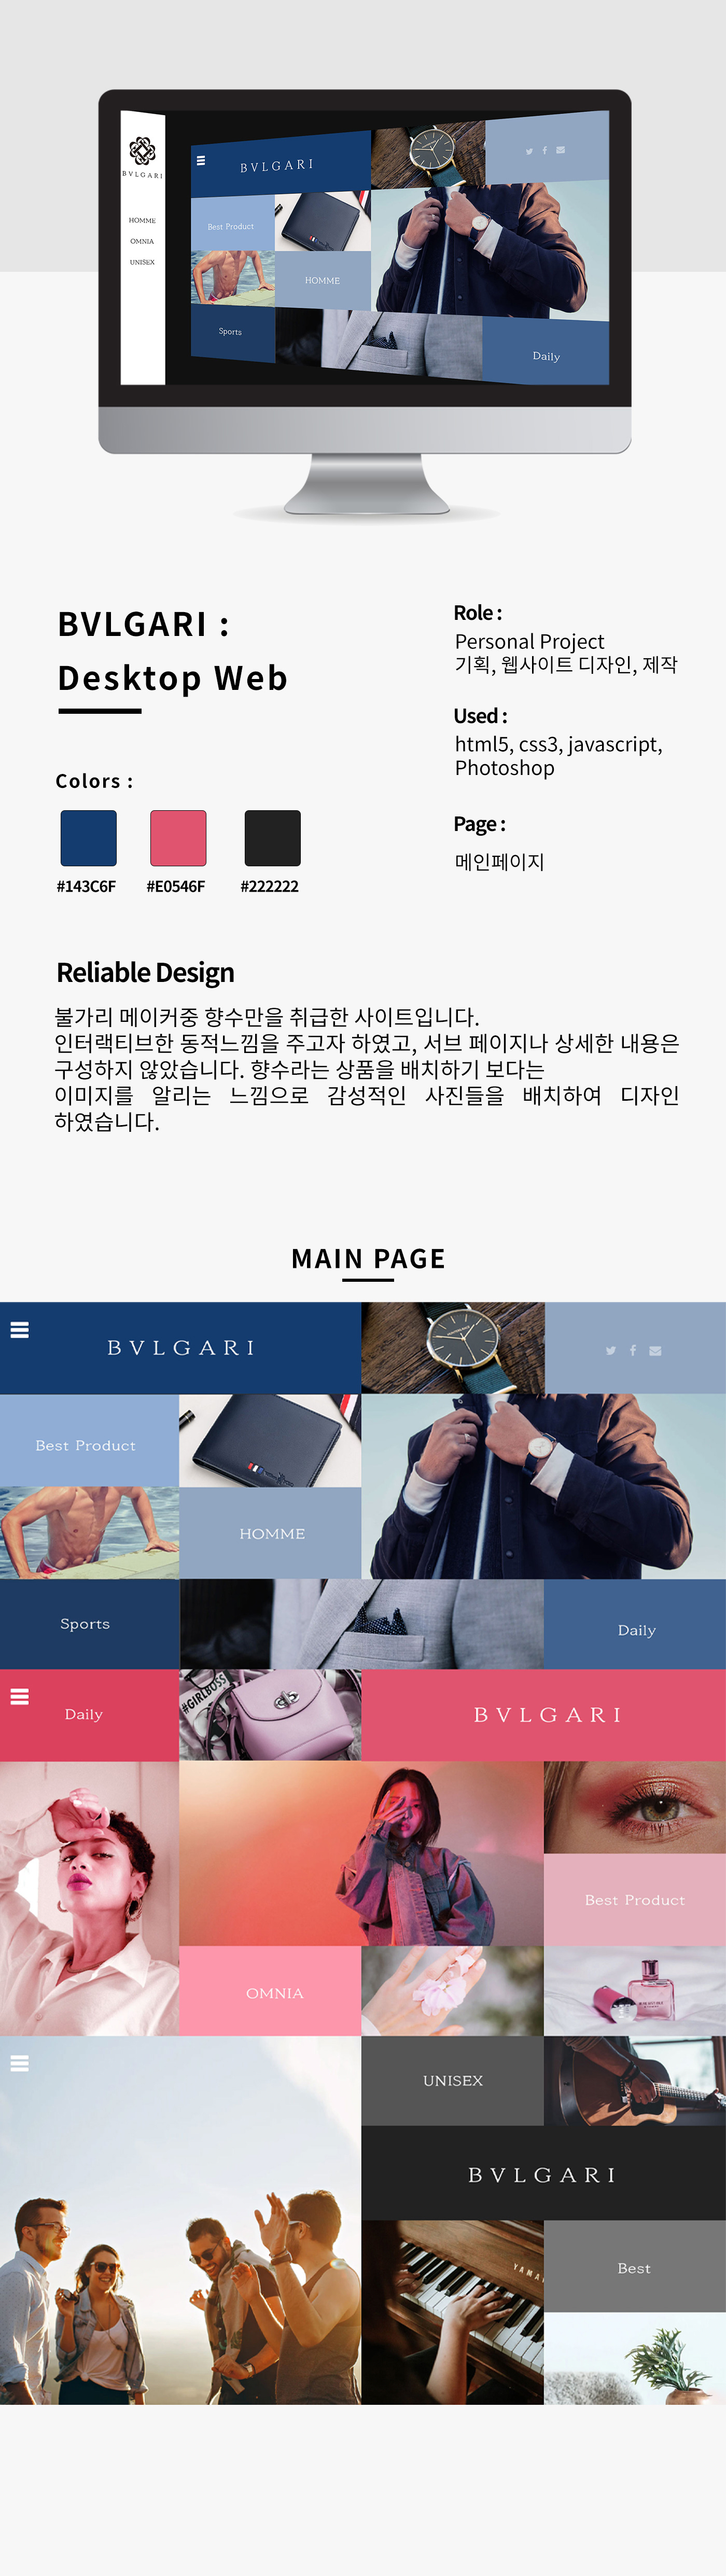 BVLGARI
HOMME
OMNIA
UNISEX
BVLGARI
Best Product
HOMME
Sports
Daily
BVLGARI :
Desktop Web
Role :
Personal Project
기획, 웹사이트 디자인, 제작
Used :
html5, css3, javascript,
Photoshop
Colors :
#143C6F #E0546F #222222
Page :
메인페이지
Reliable Design
불가리 메이커중 향수만을 취급한 사이트입니다.
인터랙티브한 동적느낌을 주고자 하였고, 서브 페이지나 상세한 내용은
구성하지 않았습니다. 향수라는 상품을 배치하기 보다는
이미지를 알리는 느낌으로 감성적인 사진들을 배치하여 디자인
하였습니다.
MAIN PAGE
BVLGARI
Best Product
HOMME
Sports
Daily
Daily
#GIRLBOSS
BVLGARI
Best Product
OMNIA
UNISEX
BVLGARI
YAMA
Best